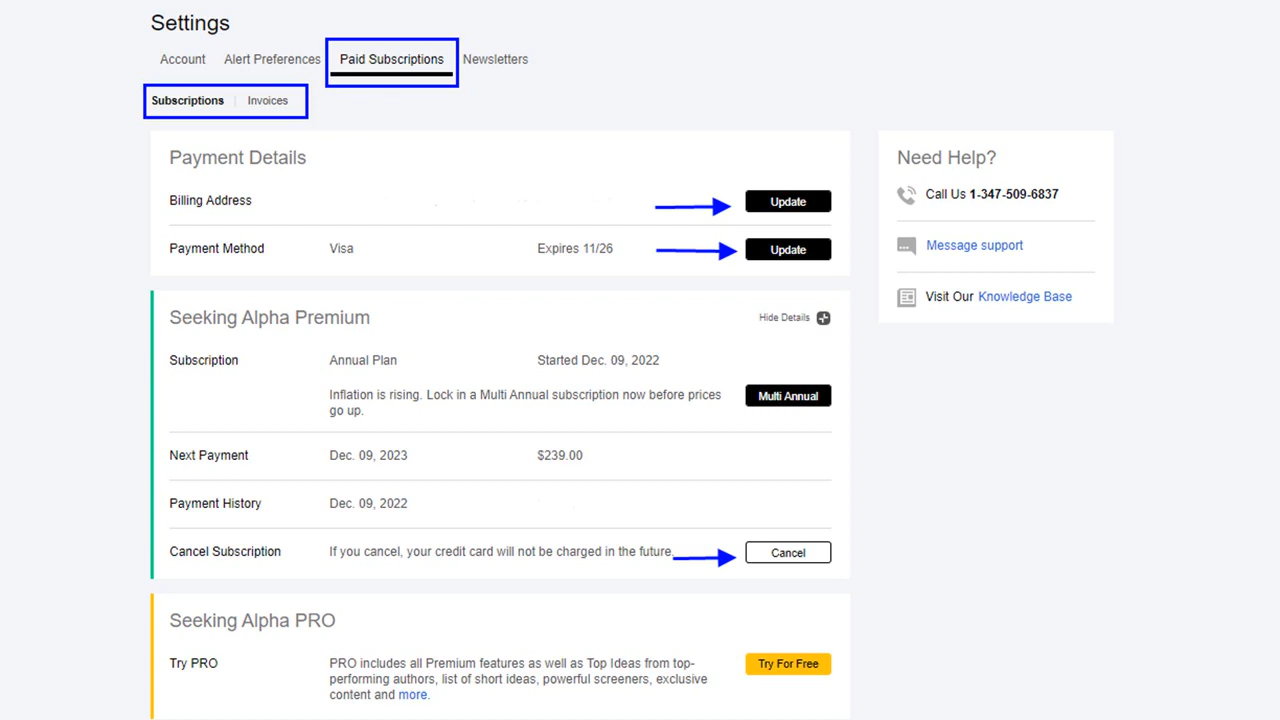 Settings
Account Alert Preferences Paid Subscriptions Newsletters
Subscriptions Invoices
Payment Details
Billing Address Update
Payment Method Visa Expires 11/26 Update
Need Help?
Call Us 1-347-509-6837
Message support
Visit Our Knowledge Base
Seeking Alpha Premium Hide Details
Subscription Annual Plan Started Dec. 09, 2022
Inflation is rising. Lock in a Multi Annual subscription now before prices
go up.
Multi Annual
Next Payment Dec. 09, 2023 $239.00
Payment History Dec. 09, 2022
Cancel Subscription If you cancel, your credit card will not be charged in the future. Cancel
Seeking Alpha PRO
Try PRO PRO includes all Premium features as well as Top Ideas from top-
performing authors, list of short ideas, powerful screeners, exclusive
content and more.
Try For Free